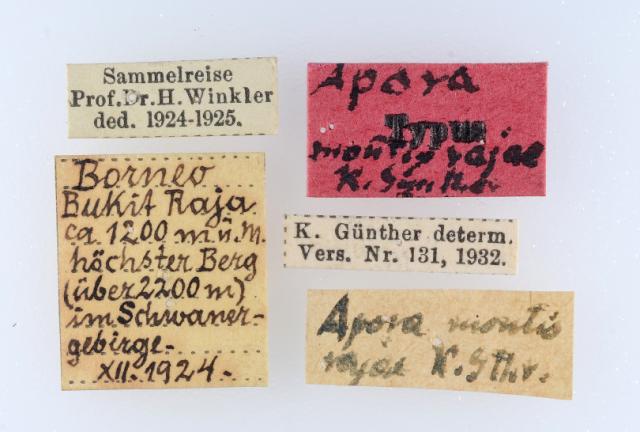 Sammelreise
Prof.Dr.H.Winkler
ded. 1924-1925.
Borneo
Bukit Raja
ca. 1200 m ü. M.
höchster Berg
(über 2200 m)
im Schwaner-
gebirge.
XII. 1924.
Apora
Typus
montis rajae
K. Günther
K. Günther determ.
Vers. Nr. 131, 1932.
Apora montis
rajae K. Gthr.